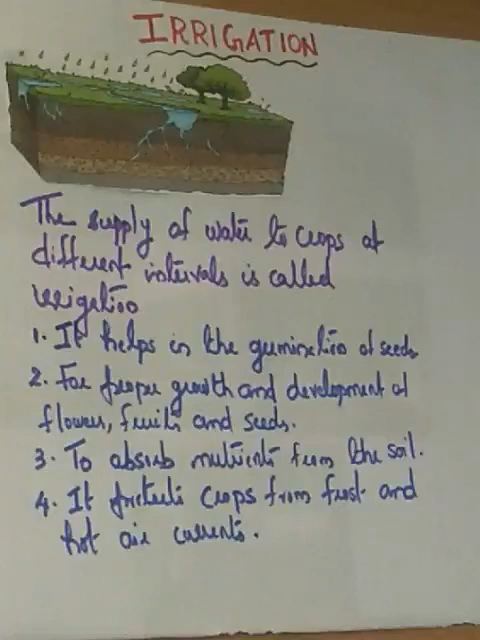 IRRIGATION
The supply of water to crops at
different intervals is called
irrigation
1. It helps in the germination of seeds.
2. For proper growth and development of
flower, fruits and seeds.
3. To absorb nutrients from the soil.
4. It protects crops from frost and
hot air currents.